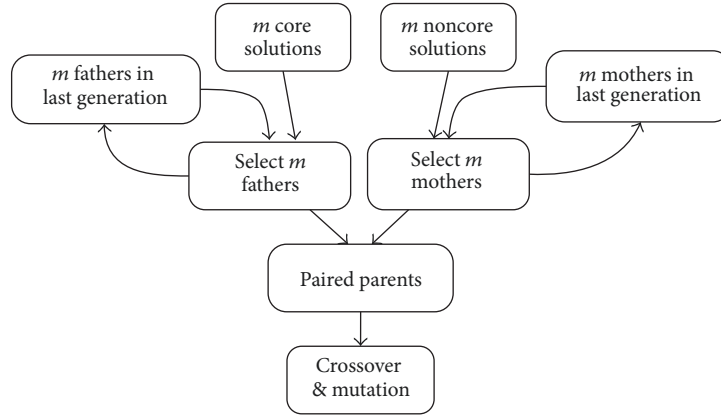 m core
solutions
m noncore
solutions
m fathers in
last generation
m mothers in
last generation
Select m
fathers
Select m
mothers
Paired parents
Crossover
& mutation